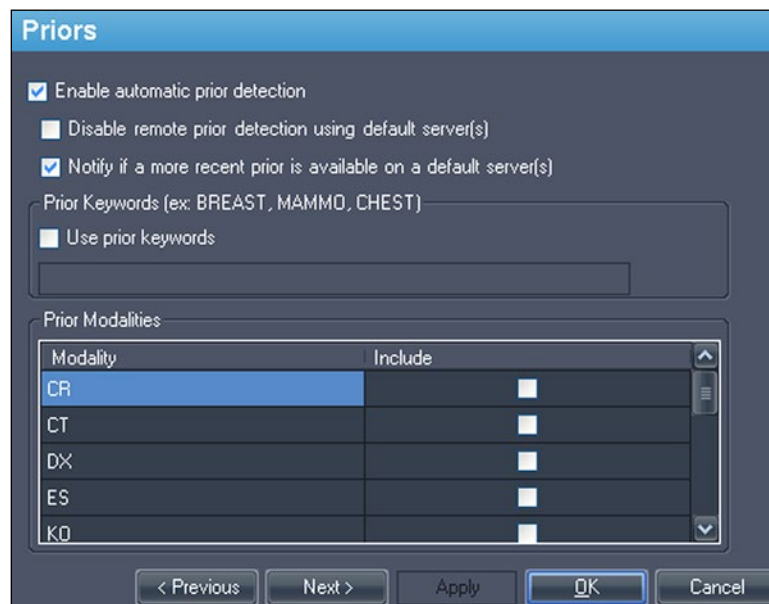 Priors
Enable automatic prior detection
Disable remote prior detection using default server(s)
Notify if a more recent prior is available on a default server(s)
Prior Keywords (ex: BREAST, MAMMO, CHEST)
Use prior keywords
Prior Modalities
Modality Include
CR
CT
DX
ES
KO
< Previous Next > Apply OK Cancel